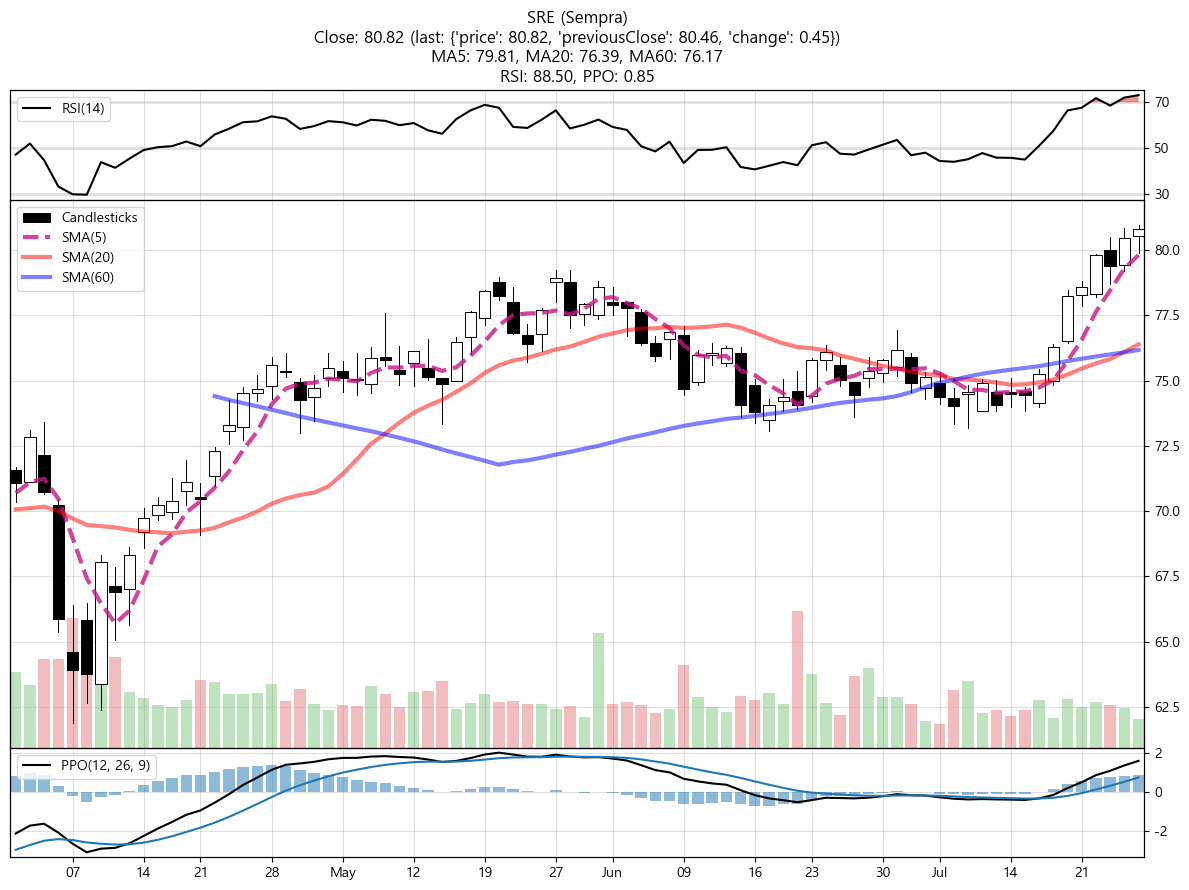 SRE (Sempra)
Close: 80.82 (last: {'price': 80.82, 'previousClose': 80.46, 'change': 0.45})
MA5: 79.81, MA20: 76.39, MA60: 76.17
RSI: 88.50, PPO: 0.85
RSI(14)
70
50
30
Candlesticks
SMA(5)
SMA(20)
SMA(60)
80.0
77.5
75.0
72.5
70.0
67.5
65.0
62.5
PPO(12, 26, 9)
2
0
-2
07 14 21 28 May 12 19 27 Jun 09 16 23 30 Jul 14 21